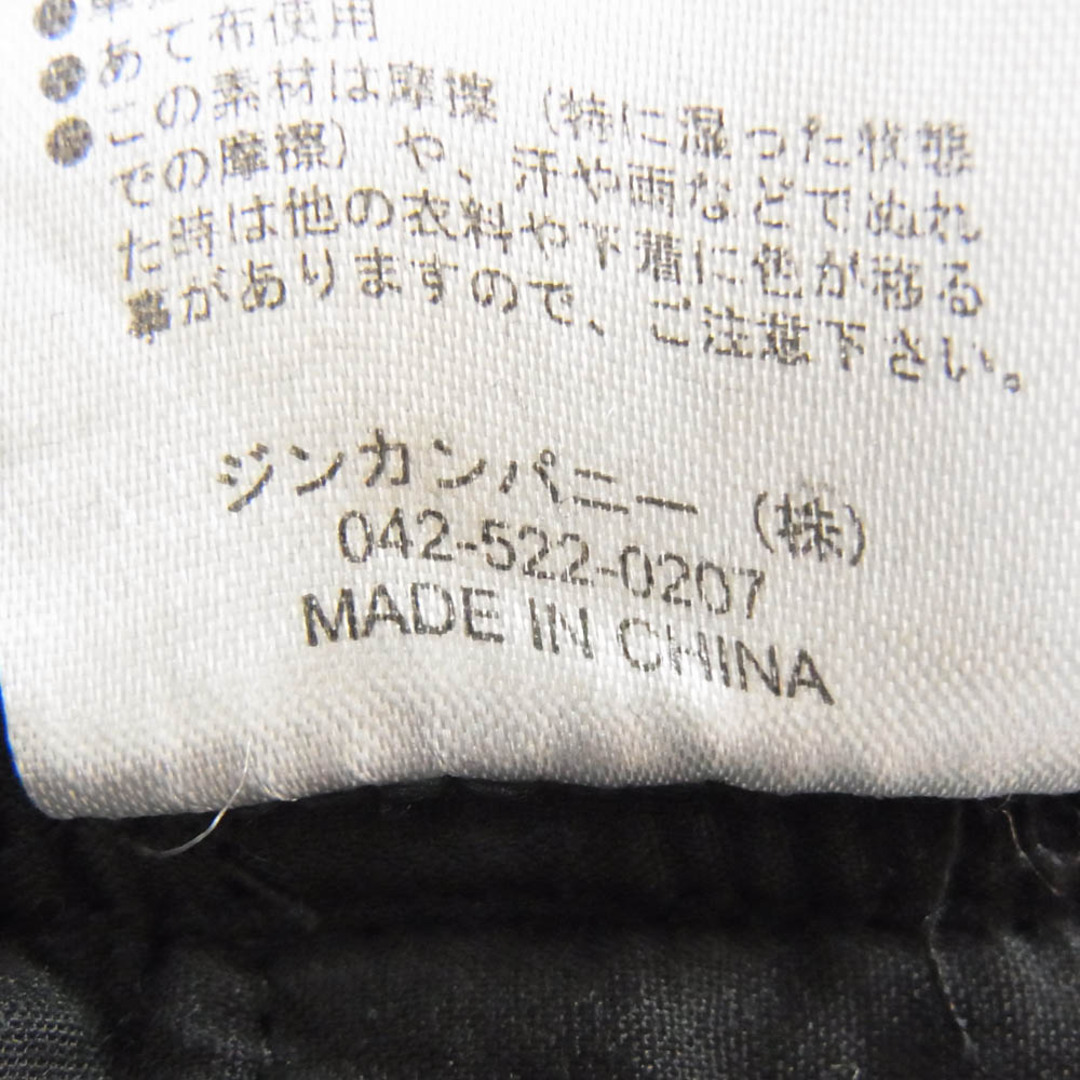 ●あて布使用
●この素材は摩擦（特に湿った状態
での摩擦）や、汗や雨などでぬれ
た時は他の衣料や下着に色が移る
事がありますので、ご注意下さい。
ジンカンパニー（株）
042-522-0207
MADE IN CHINA